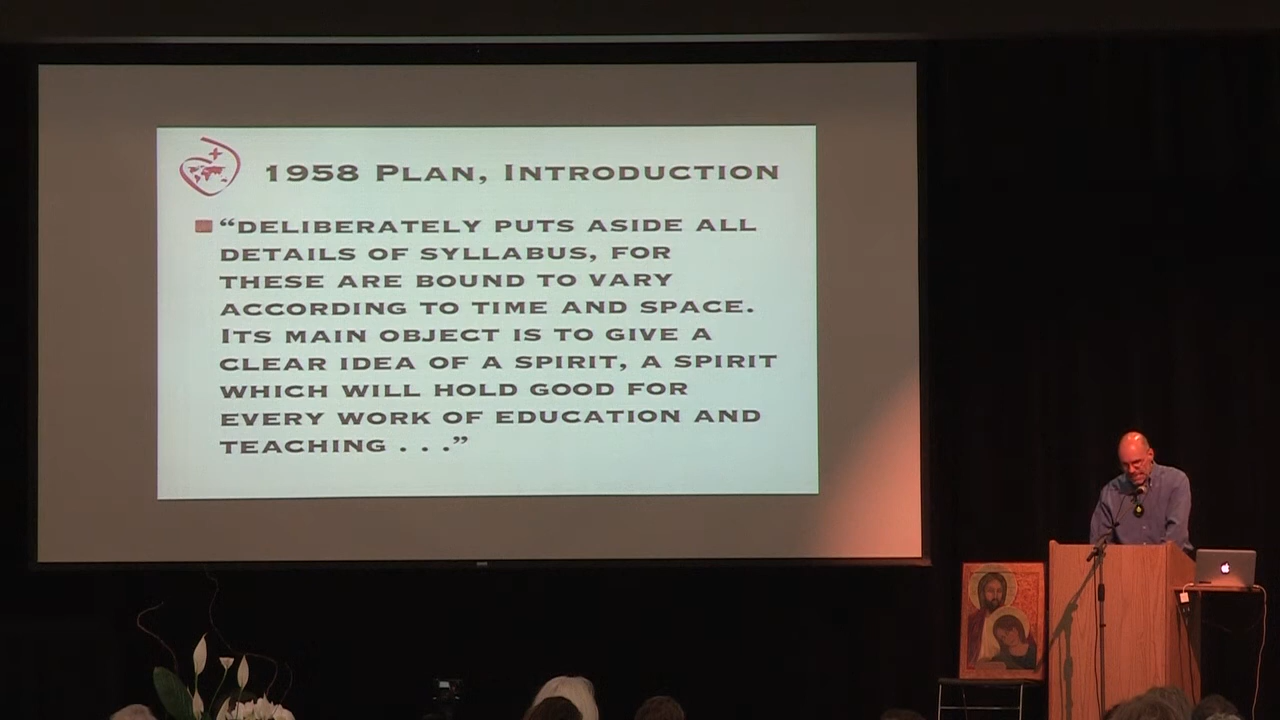 1958 Plan, Introduction
“deliberately puts aside all
details of syllabus, for
these are bound to vary
according to time and space.
Its main object is to give a
clear idea of a spirit, a spirit
which will hold good for
every work of education and
teaching . . .”